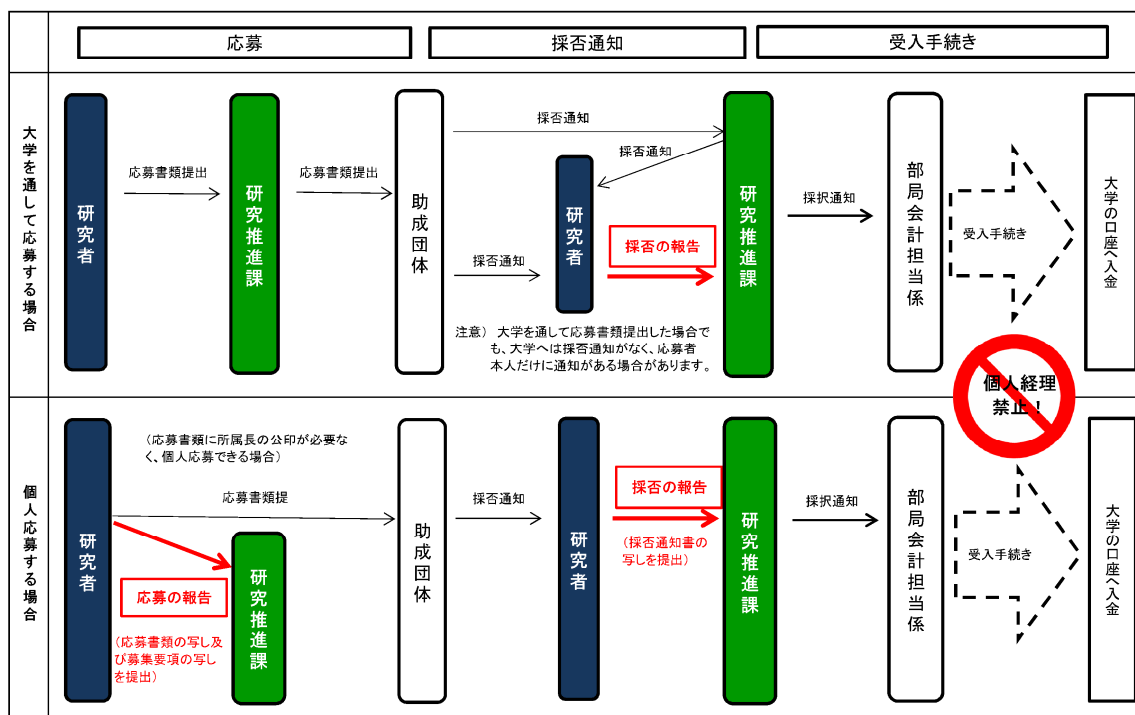 応募
採否通知
受入手続き
大学を通して応募する場合
研究者
応募書類提出
研究推進課
応募書類提出
助成団体
採否通知
採否通知
採否通知
研究者
採否の報告
研究推進課
採択通知
部局会計担当係
受入手続き
大学の口座へ入金
注意） 大学を通して応募書類提出した場合で
も、大学へは採否通知がなく、応募者
本人だけに通知がある場合があります。
個人経理
禁止！
個人応募する場合
研究者
（応募書類に所属長の公印が必要な
く、個人応募できる場合）
応募書類提
応募の報告
（応募書類の写し及
び募集要項の写し
を提出）
研究推進課
助成団体
採否通知
研究者
採否の報告
（採否通知書の
写しを提出）
研究推進課
採択通知
部局会計担当係
受入手続き
大学の口座へ入金